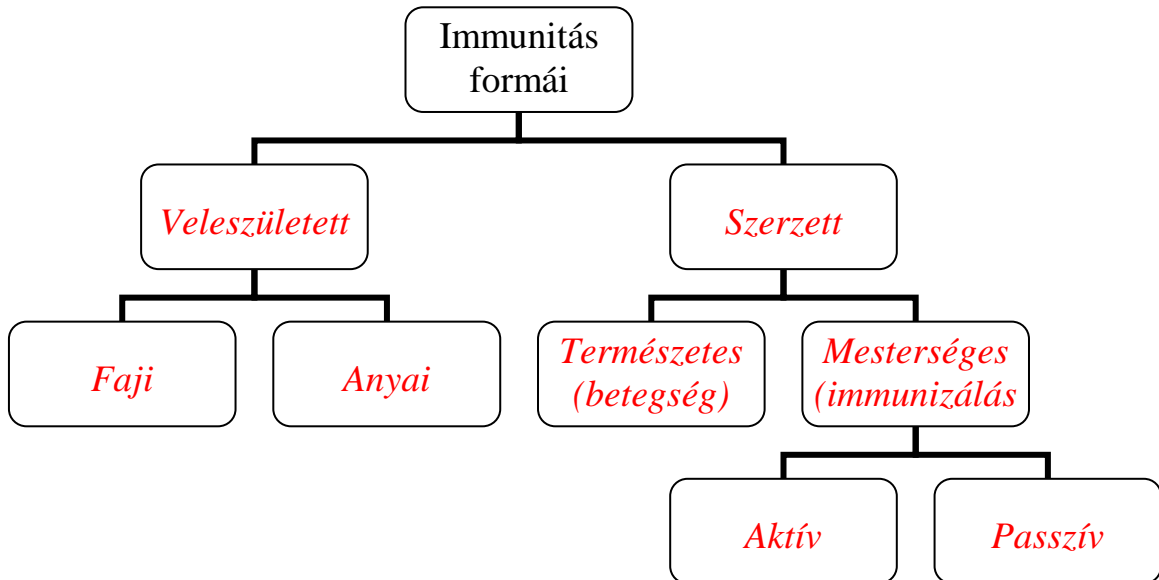 Immunitás
formái
Veleszületett
Szerzett
Faji
Anyai
Természetes
(betegség)
Mesterséges
(immunizálás
Aktív
Passzív